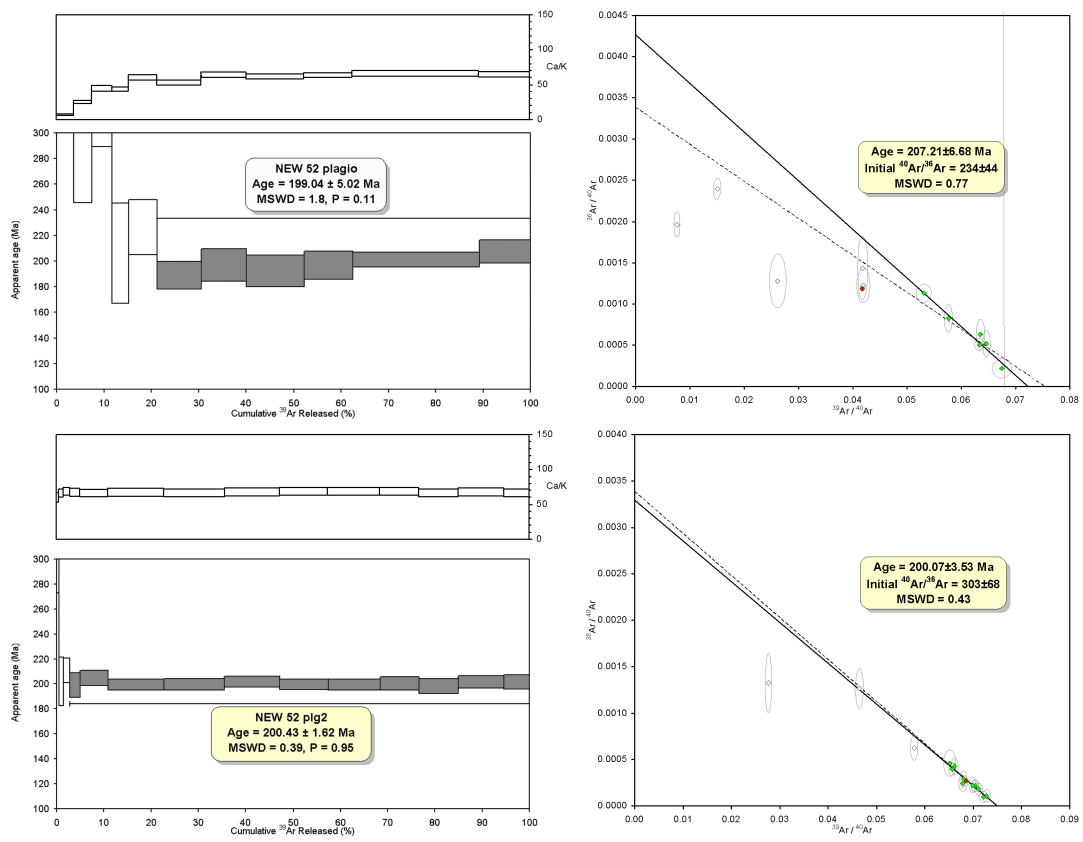 150
100
Ca/K
50
0
300
280
260
240
220
200
180
160
140
120
100
Apparent age (Ma)
NEW 52 plagio
Age = 199.04 ± 5.02 Ma
MSWD = 1.8, P = 0.11
0 10 20 30 40 50 60 70 80 90 100
Cumulative ³⁹Ar Released (%)
0.0045
0.0040
0.0035
0.0030
0.0025
0.0020
0.0015
0.0010
0.0005
0.0000
³⁶Ar / ⁴⁰Ar
Age = 207.21±6.68 Ma
Initial ⁴⁰Ar/³⁶Ar = 234±44
MSWD = 0.77
0.00 0.01 0.02 0.03 0.04 0.05 0.06 0.07 0.08
³⁹Ar / ⁴⁰Ar
150
100
Ca/K
50
0
300
280
260
240
220
200
180
160
140
120
100
Apparent age (Ma)
NEW 52 plg2
Age = 200.43 ± 1.62 Ma
MSWD = 0.39, P = 0.95
0 10 20 30 40 50 60 70 80 90 100
Cumulative ³⁹Ar Released (%)
0.0040
0.0035
0.0030
0.0025
0.0020
0.0015
0.0010
0.0005
0.0000
³⁶Ar / ⁴⁰Ar
Age = 200.07±3.53 Ma
Initial ⁴⁰Ar/³⁶Ar = 303±68
MSWD = 0.43
0.00 0.01 0.02 0.03 0.04 0.05 0.06 0.07 0.08 0.09
³⁹Ar / ⁴⁰Ar